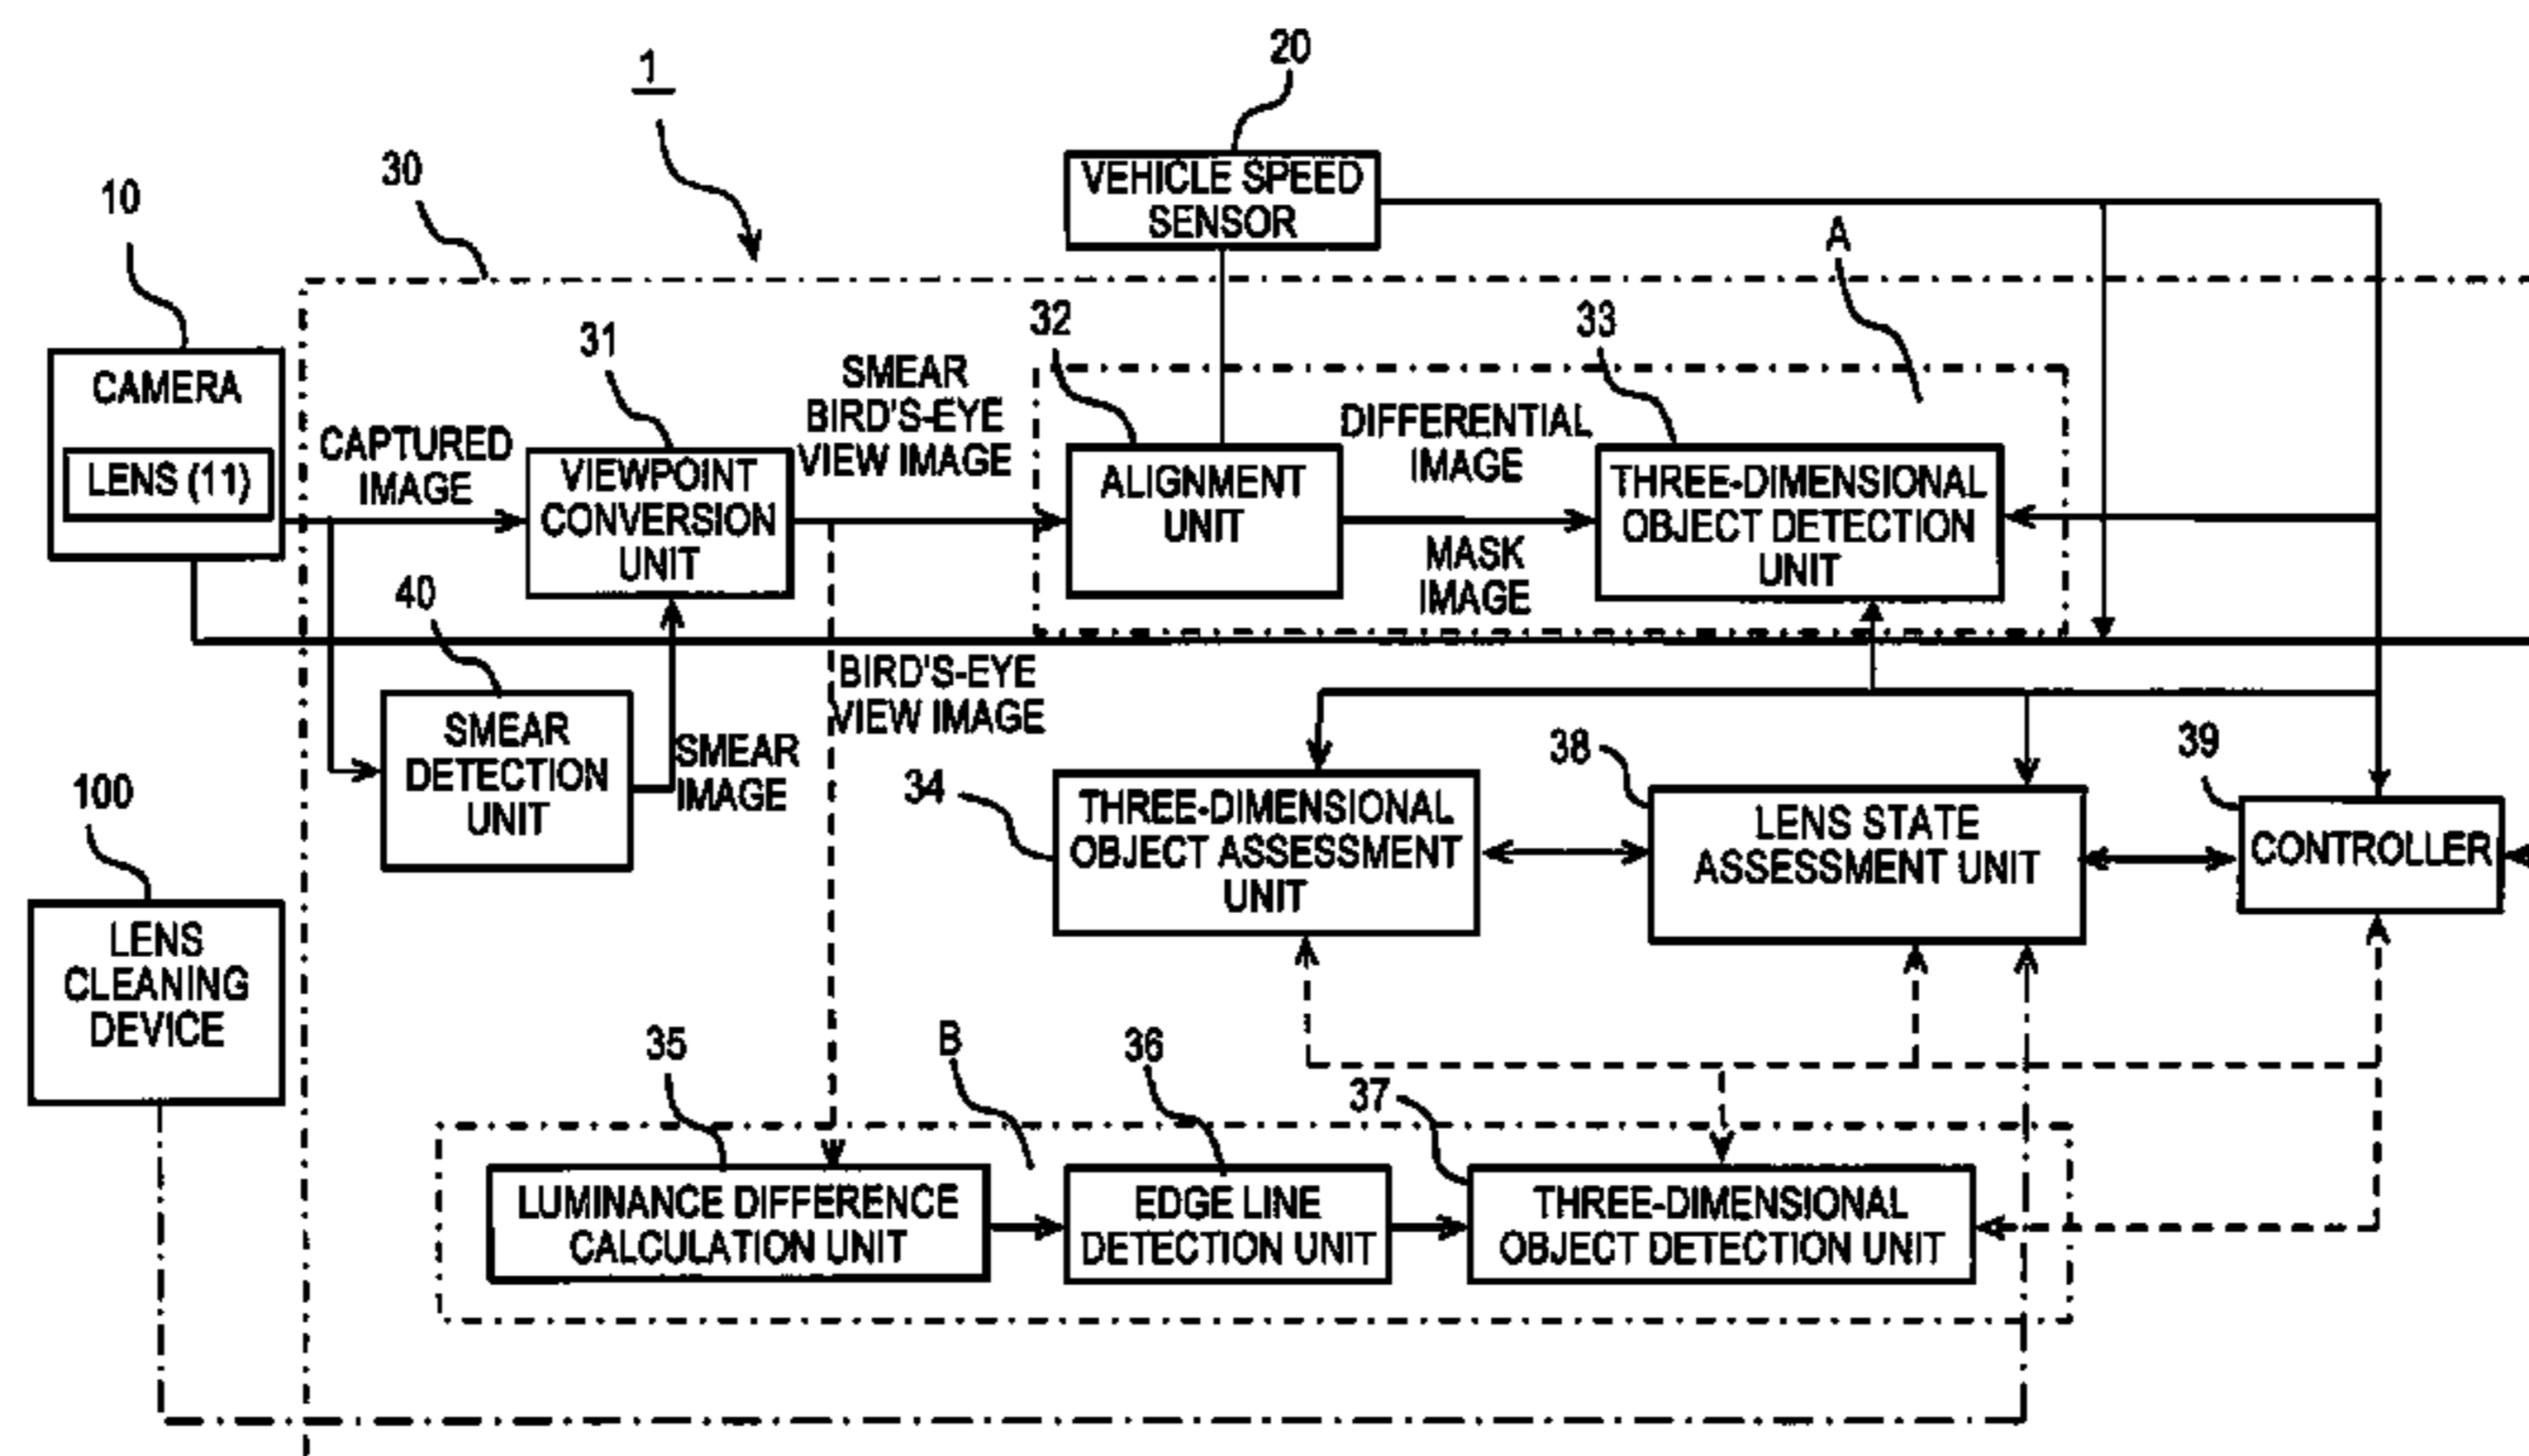 1
20
VEHICLE SPEED
SENSOR
30
10
A
CAMERA
LENS (11)
CAPTURED
IMAGE
31
VIEWPOINT
CONVERSION
UNIT
SMEAR
BIRD'S-EYE
VIEW IMAGE
32
ALIGNMENT
UNIT
DIFFERENTIAL
IMAGE
MASK
IMAGE
33
THREE-DIMENSIONAL
OBJECT DETECTION
UNIT
40
SMEAR
DETECTION
UNIT
SMEAR
IMAGE
BIRD'S-EYE
VIEW IMAGE
34
THREE-DIMENSIONAL
OBJECT ASSESSMENT
UNIT
38
LENS STATE
ASSESSMENT UNIT
39
CONTROLLER
100
LENS
CLEANING
DEVICE
35
LUMINANCE DIFFERENCE
CALCULATION UNIT
B
36
EDGE LINE
DETECTION UNIT
37
THREE-DIMENSIONAL
OBJECT DETECTION UNIT